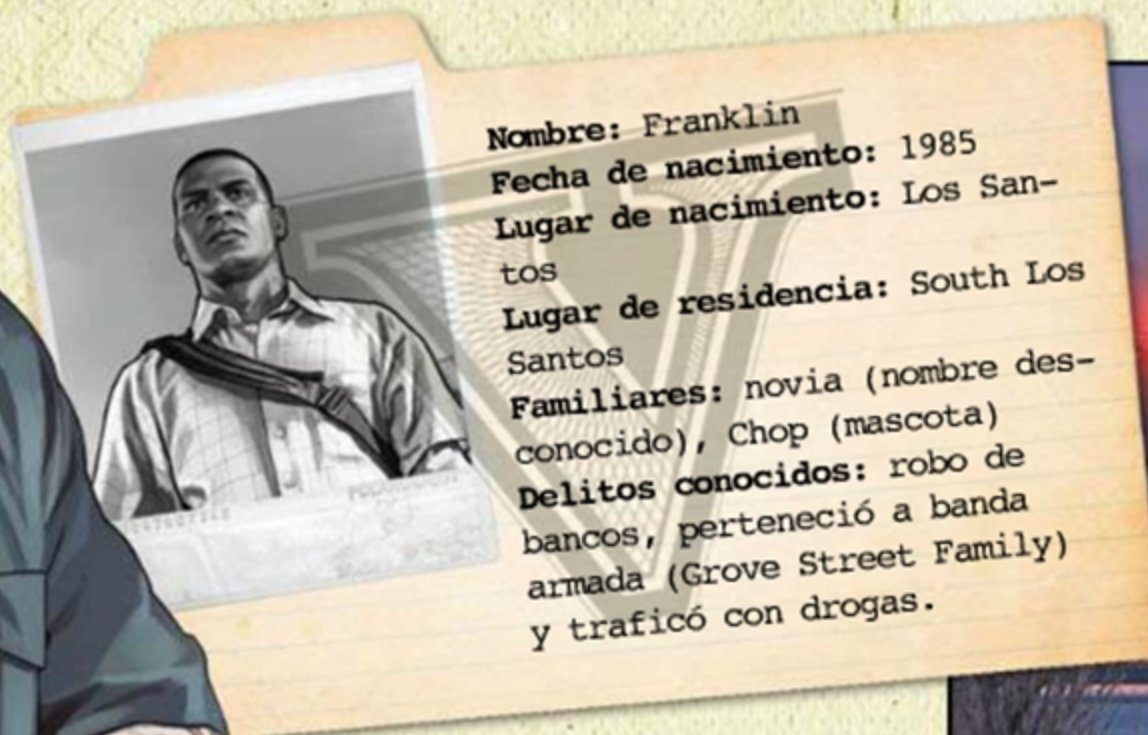 Nombre: Franklin
Fecha de nacimiento: 1985
Lugar de nacimiento: Los San-
tos
Lugar de residencia: South Los
Santos
Familiares: novia (nombre des-
conocido), Chop (mascota)
Delitos conocidos: robo de
bancos, perteneció a banda
armada (Grove Street Family)
y traficó con drogas.